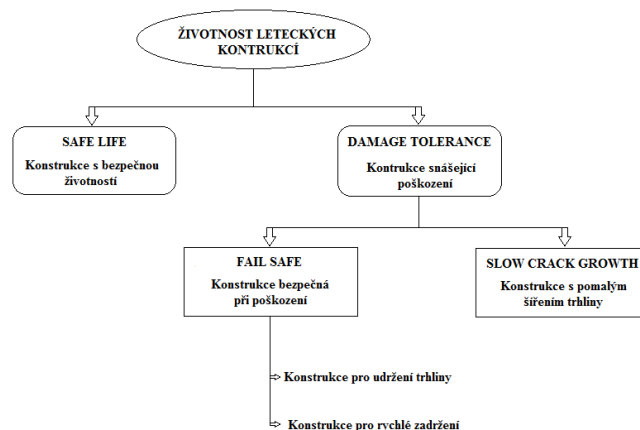 ŽIVOTNOST LETECKÝCH
KONTRUKCÍ
SAFE LIFE
Konstrukce s bezpečnou
životností
DAMAGE TOLERANCE
Kontrukce snášející
poškození
FAIL SAFE
Konstrukce bezpečná
při poškození
SLOW CRACK GROWTH
Konstrukce s pomalým
šířením trhliny
Konstrukce pro udržení trhliny
Konstrukce pro rychlé zadržení